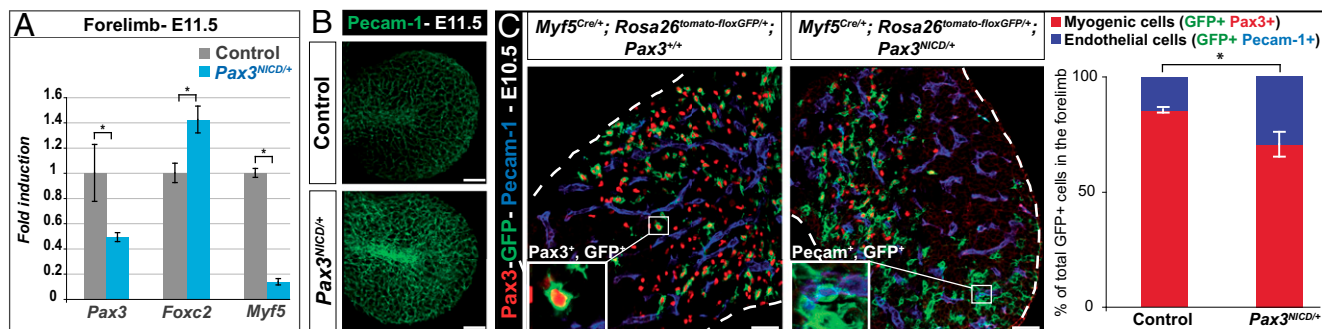 A
Forelimb- E11.5
Control
Pax3NICD/+
Fold induction
1.6
1.4
1.2
1
0.8
0.6
0.4
0.2
0
*
*
*
Pax3
Foxc2
Myf5
B
Pecam-1- E11.5
Control
Pax3NICD/+
C
Pax3-GFP- Pecam-1 - E10.5
Myf5Cre/+; Rosa26tomato-floxGFP/+;
Pax3+/+
Pax3+, GFP+
Myf5Cre/+; Rosa26tomato-floxGFP/+;
Pax3NICD/+
Pecam+, GFP+
Myogenic cells (GFP+ Pax3+)
Endothelial cells (GFP+ Pecam-1+)
*
% of total GFP+ cells in the forelimb
100
50
0
Control
Pax3NICD/+